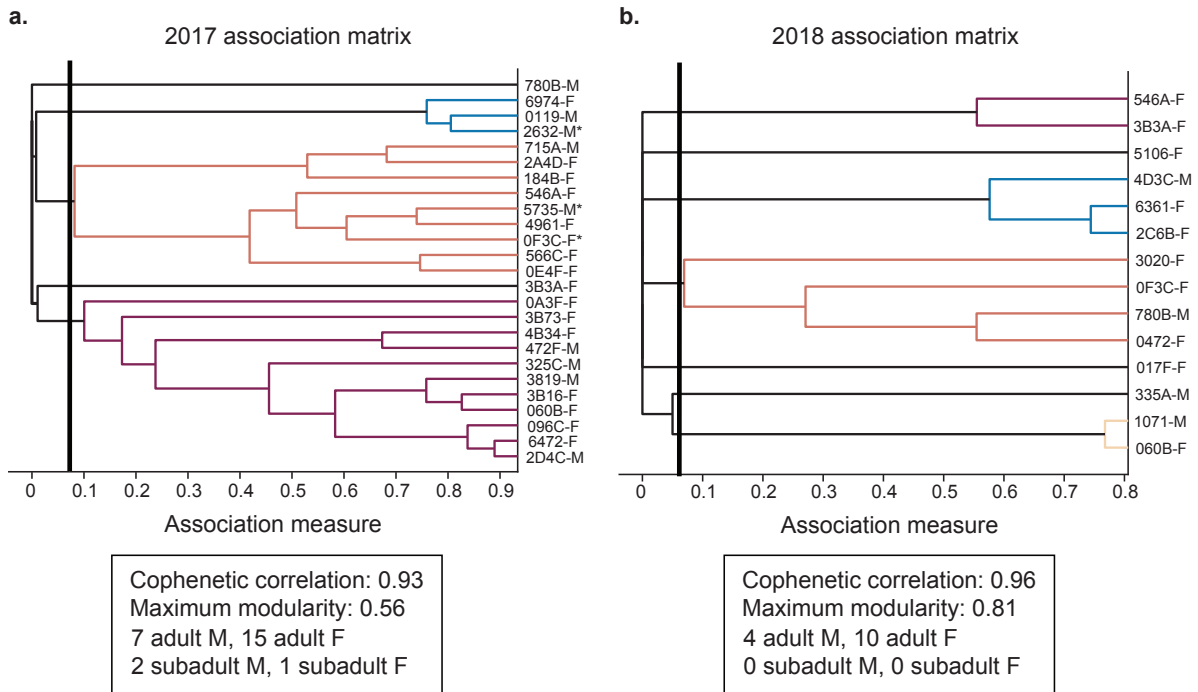 a.
2017 association matrix
780B-M
6974-F
0119-M
2632-M*
715A-M
2A4D-F
184B-F
546A-F
5735-M*
4961-F
0F3C-F*
566C-F
0E4F-F
3B3A-F
0A3F-F
3B73-F
4B34-F
472F-M
325C-M
3819-M
3B16-F
060B-F
096C-F
6472-F
2D4C-M
0 0.1 0.2 0.3 0.4 0.5 0.6 0.7 0.8 0.9
Association measure
Cophenetic correlation: 0.93
Maximum modularity: 0.56
7 adult M, 15 adult F
2 subadult M, 1 subadult F
b.
2018 association matrix
546A-F
3B3A-F
5106-F
4D3C-M
6361-F
2C6B-F
3020-F
0F3C-F
780B-M
0472-F
017F-F
335A-M
1071-M
060B-F
0 0.1 0.2 0.3 0.4 0.5 0.6 0.7 0.8
Association measure
Cophenetic correlation: 0.96
Maximum modularity: 0.81
4 adult M, 10 adult F
0 subadult M, 0 subadult F